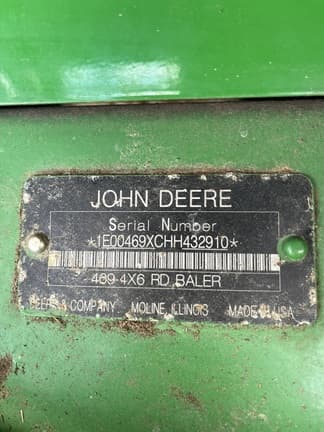 JOHN DEERE
Serial Number
*1E00469XCHH432910*
469 4X6 RD BALER
DEERE & COMPANY MOLINE, ILLINOIS MADE IN USA